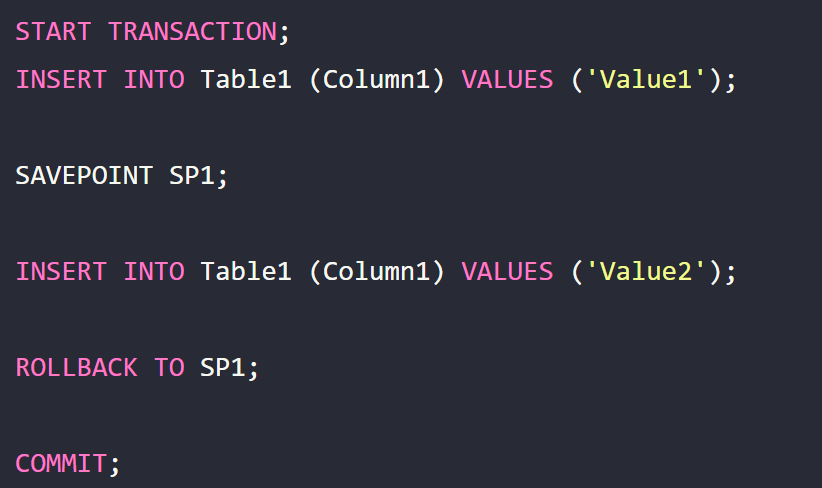 START TRANSACTION;
INSERT INTO Table1 (Column1) VALUES ('Value1');
SAVEPOINT SP1;
INSERT INTO Table1 (Column1) VALUES ('Value2');
ROLLBACK TO SP1;
COMMIT;